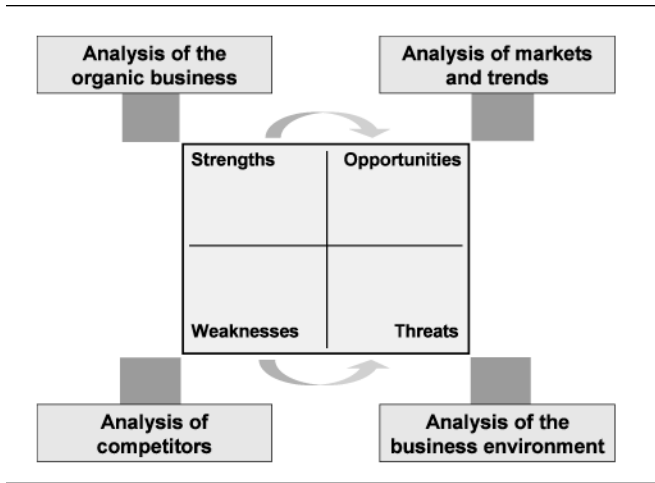 Analysis of the
organic business
Analysis of markets
and trends
Strengths
Opportunities
Weaknesses
Threats
Analysis of
competitors
Analysis of the
business environment